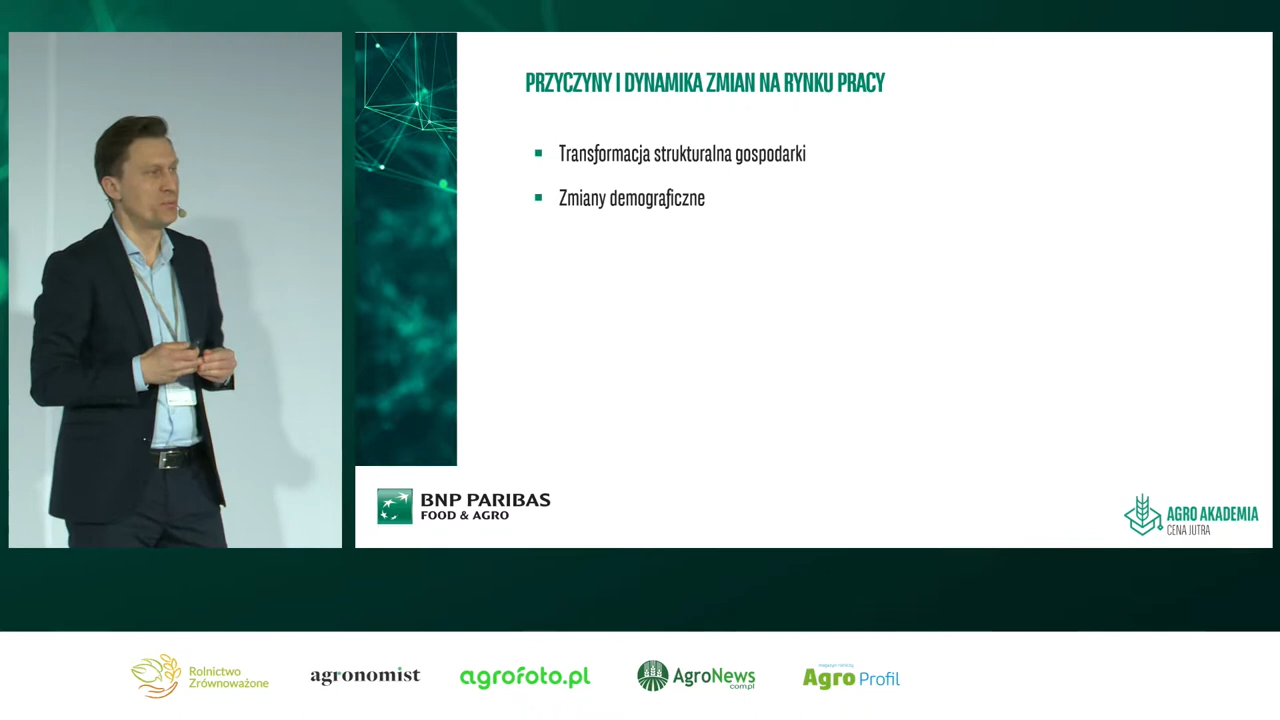 PRZYCZYNY I DYNAMIKA ZMIAN NA RYNKU PRACY
Transformacja strukturalna gospodarki
Zmiany demograficzne
BNP PARIBAS
FOOD & AGRO
AGRO AKADEMIA
CENA JUTRA
Rolnictwo
Zrównoważone
agronomist
agrofoto.pl
AgroNews
com.pl
Agro Profil